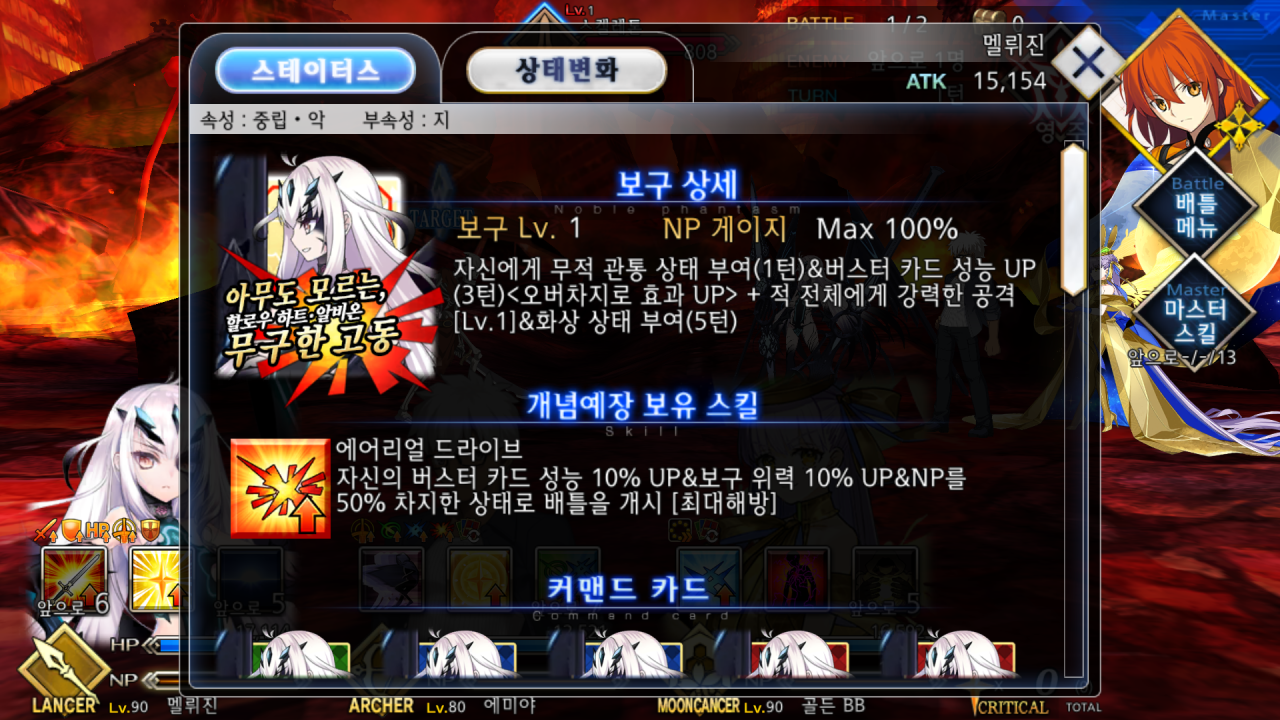 Lv.1
BATTLE 1/2
0
Master
808
멜뤼진
ATK 15,154
스테이터스
상태변화
TURN
속성 : 중립・악 부속성 : 지
보구 상세
Noble phantasm
TARGET
보구 Lv. 1 NP 게이지 Max 100%
자신에게 무적 관통 상태 부여(1턴)&버스터 카드 성능 UP
(3턴)<오버차지로 효과 UP> + 적 전체에게 강력한 공격
[Lv.1]&화상 상태 부여(5턴)
아무도 모르는,
할로우 하트・알비온
무구한 고동
Battle
배틀
메뉴
Master
마스터
스킬
앞으로-/-/13
개념예장 보유 스킬
Skill
에어리얼 드라이브
자신의 버스터 카드 성능 10% UP&보구 위력 10% UP&NP를
50% 차지한 상태로 배틀을 개시 [최대해방]
HP
앞으로 6
앞으로 5
앞으로 5
커맨드 카드
Command card
HP
NP
LANCER Lv.90 멜뤼진
ARCHER Lv.80 에미야
MOONCANCER Lv.90 골든 BB
0
CRITICAL TOTAL